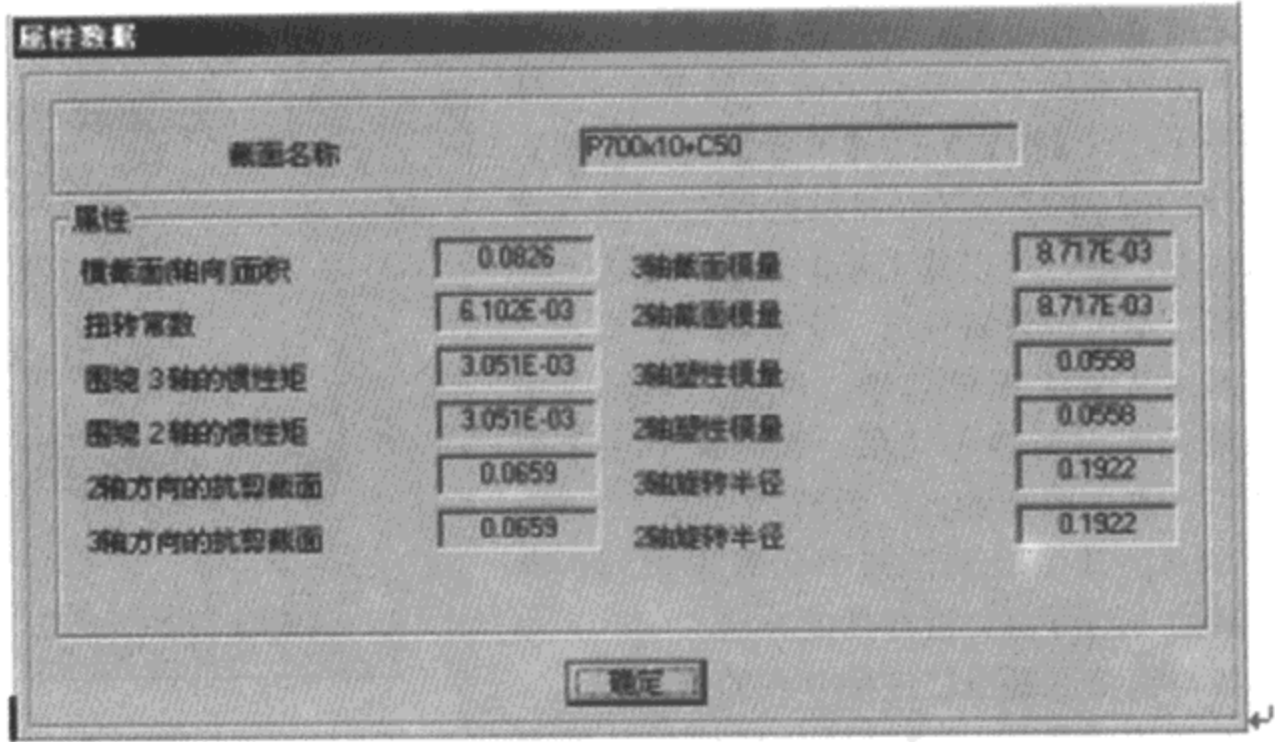 属性数据
截面名称 P700x10+C50
属性
横截面(轴向)面积 0.0826 3轴截面模量 8.717E-03
扭转常数 6.102E-03 2轴截面模量 8.717E-03
围绕 3 轴的惯性矩 3.051E-03 3轴塑性模量 0.0558
围绕 2 轴的惯性矩 3.051E-03 2轴塑性模量 0.0558
2轴方向的抗剪截面 0.0659 3轴旋转半径 0.1922
3轴方向的抗剪截面 0.0659 2轴旋转半径 0.1922
确定